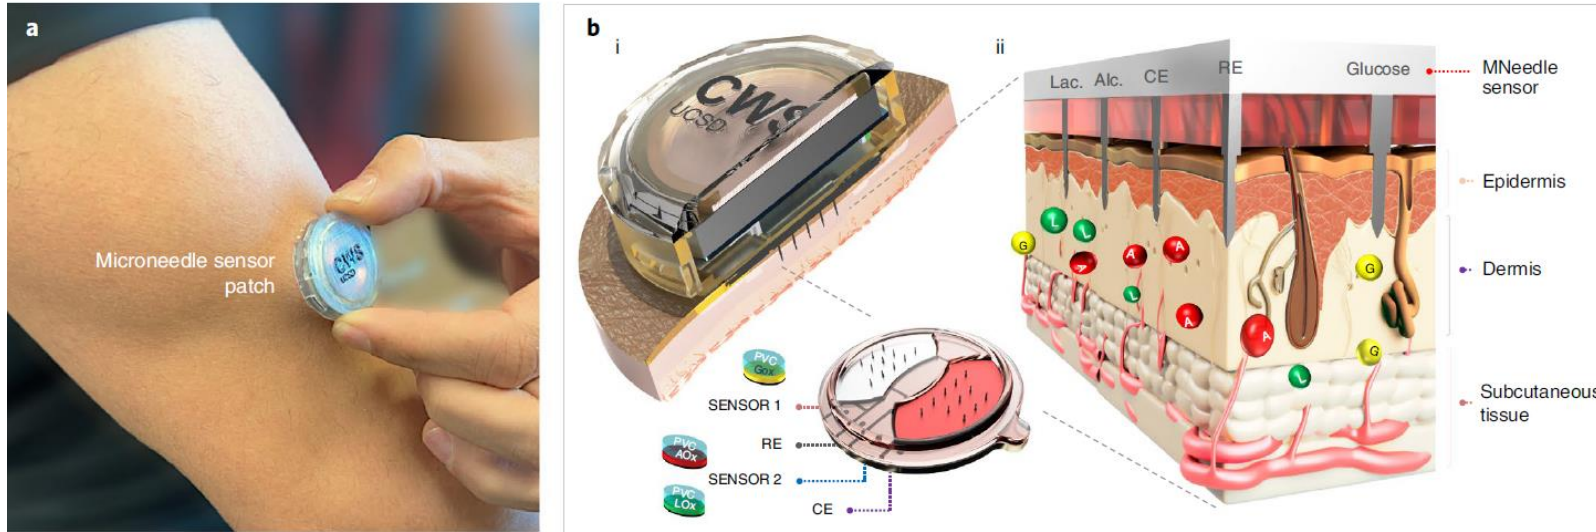 a
Microneedle sensor
patch
CWS
UCSD
b
i
CWS
UCSD
ii
Lac.
Alc.
CE
RE
Glucose
MNeedle
sensor
Epidermis
Dermis
Subcutaneous
tissue
G
L
L
A
A
A
L
A
A
G
G
L
PVC
Gox
SENSOR 1
RE
PVC
AOx
SENSOR 2
PVC
LOx
CE